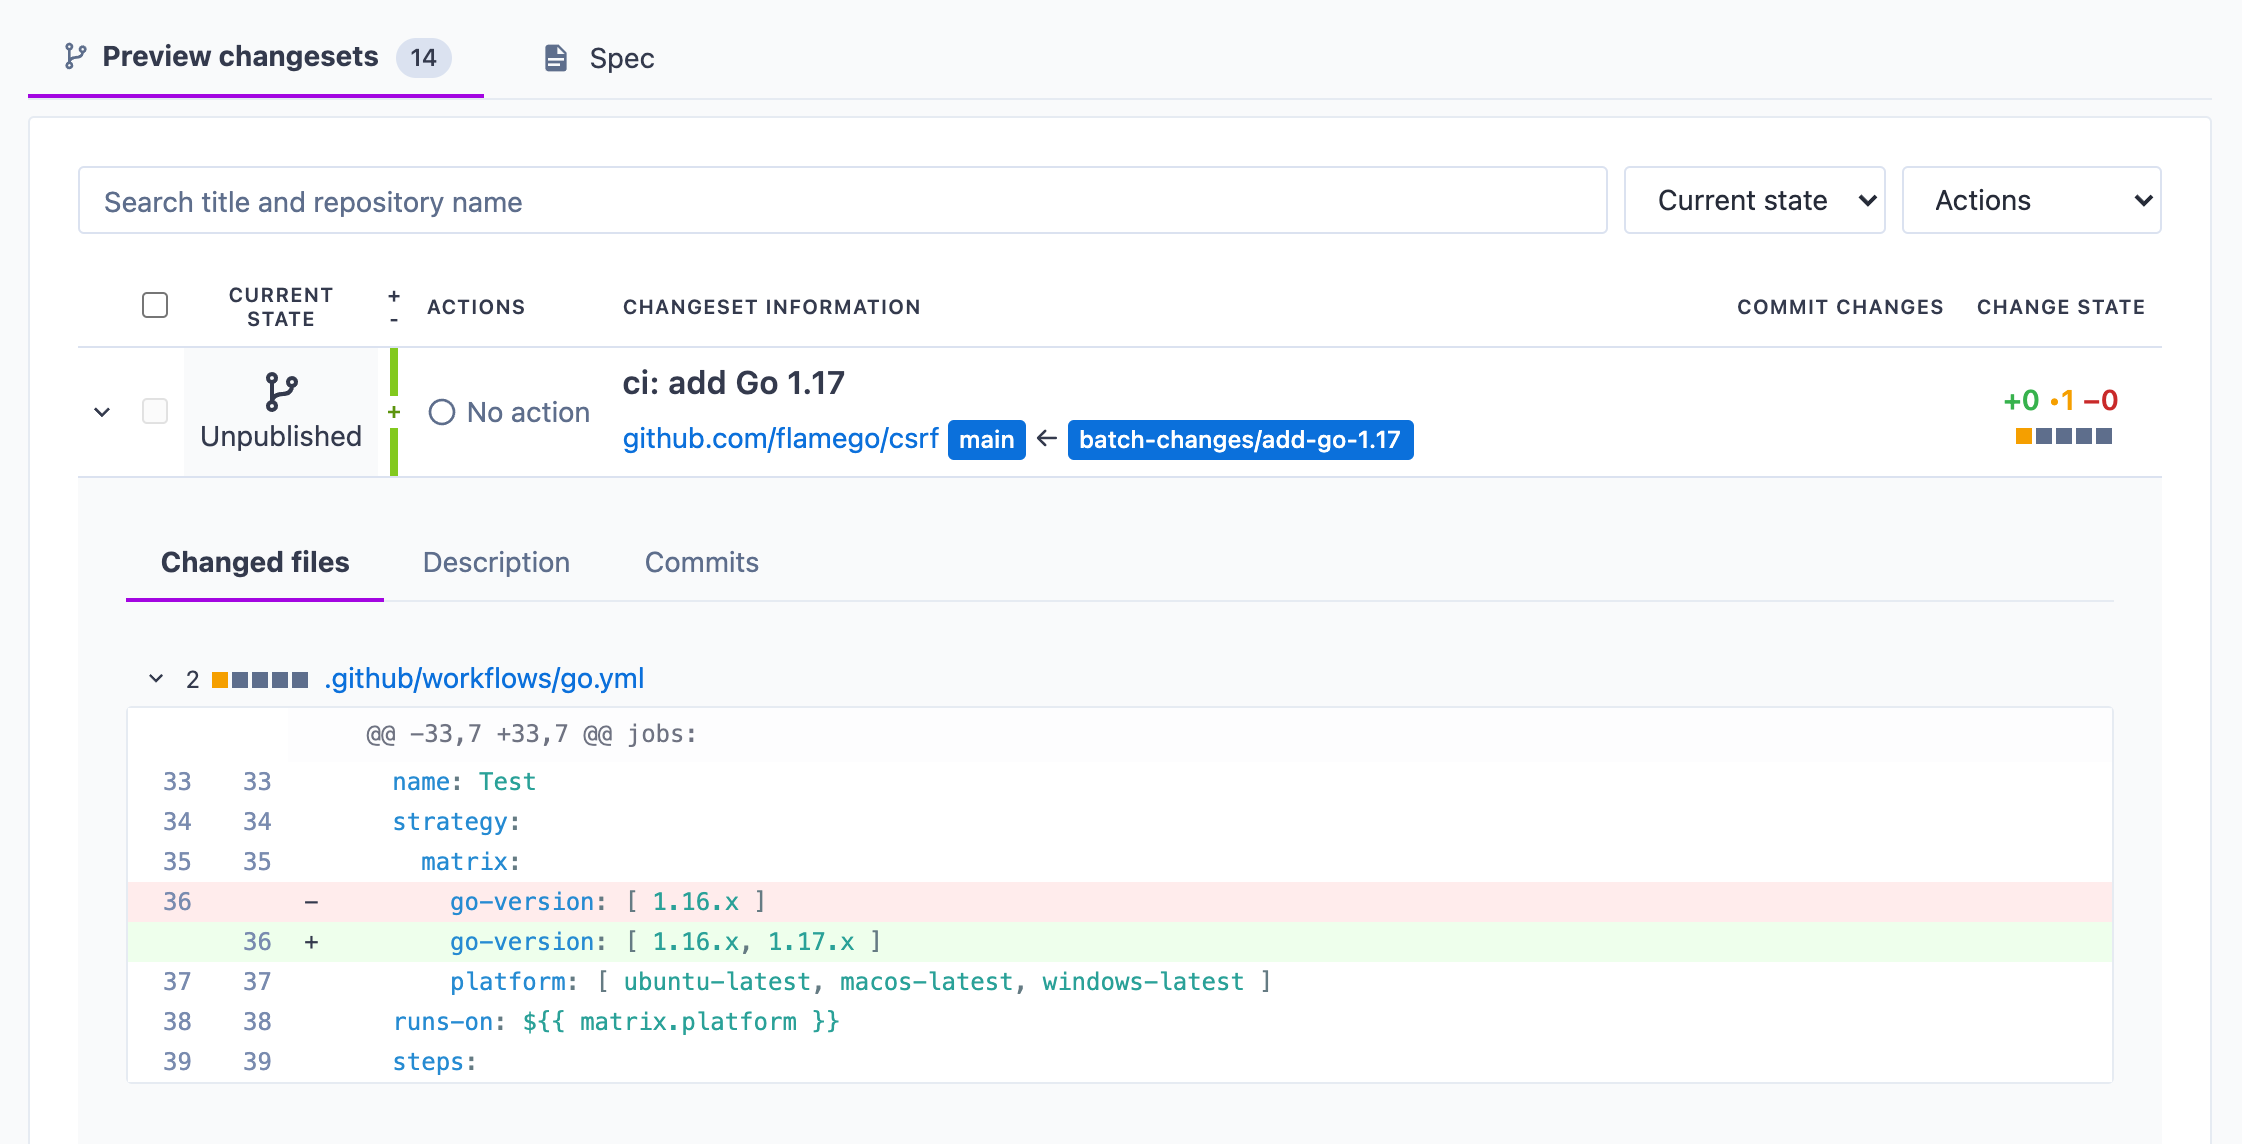 Preview changesets 14 Spec
Search title and repository name Current state Actions
CURRENT STATE + - ACTIONS CHANGESET INFORMATION COMMIT CHANGES CHANGE STATE
ci: add Go 1.17
Unpublished + No action github.com/flamego/csrf main ← batch-changes/add-go-1.17 +0 •1 −0
Changed files Description Commits
2 .github/workflows/go.yml
@@ -33,7 +33,7 @@ jobs:
33 33 name: Test
34 34 strategy:
35 35 matrix:
36 - go-version: [ 1.16.x ]
36 + go-version: [ 1.16.x, 1.17.x ]
37 37 platform: [ ubuntu-latest, macos-latest, windows-latest ]
38 38 runs-on: ${{ matrix.platform }}
39 39 steps: